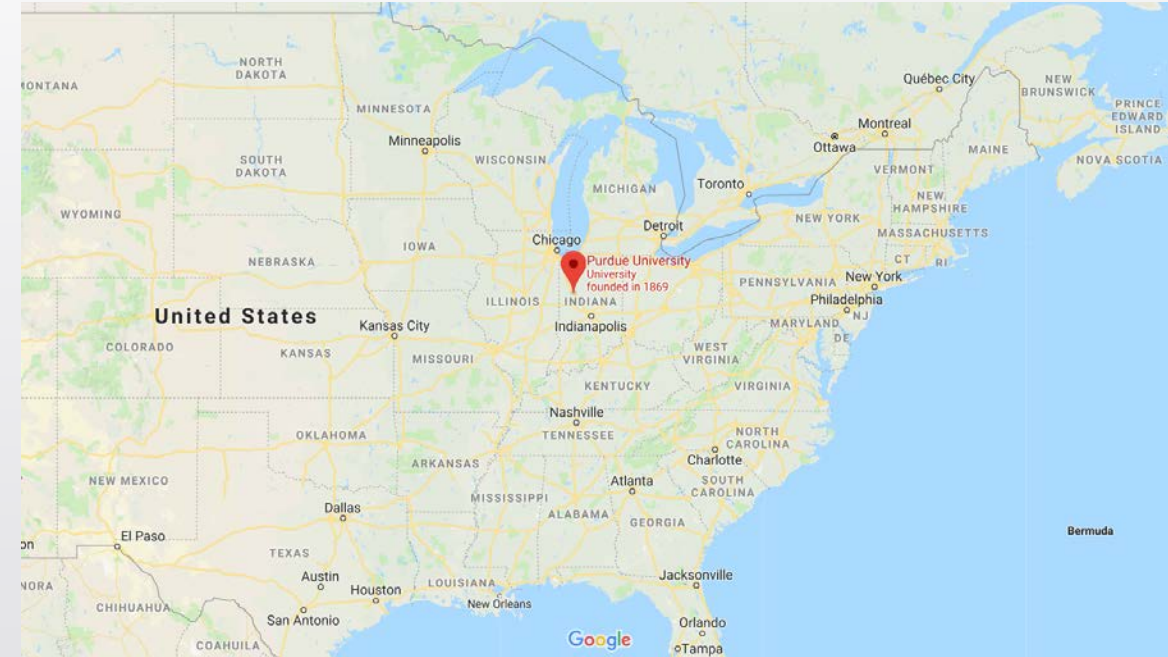 NORTH
DAKOTA
MONTANA
MINNESOTA
Québec City
NEW
BRUNSWICK
PRINCE
EDWARD
ISLAND
Montreal
Ottawa
Minneapolis
MAINE
NOVA SCOTIA
SOUTH
DAKOTA
WISCONSIN
VERMONT
MICHIGAN
Toronto
NEW
HAMPSHIRE
WYOMING
NEW YORK
Detroit
MASSACHUSETTS
IOWA
Chicago
NEBRASKA
Purdue University
University
founded in 1869
CT
RI
PENNSYLVANIA
New York
ILLINOIS
INDIANA
Philadelphia
United States
Kansas City
Indianapolis
MARYLAND
NJ
DE
COLORADO
KANSAS
MISSOURI
WEST
VIRGINIA
KENTUCKY
VIRGINIA
Nashville
TENNESSEE
OKLAHOMA
NORTH
CAROLINA
Charlotte
ARKANSAS
NEW MEXICO
Atlanta
SOUTH
CAROLINA
MISSISSIPPI
Dallas
ALABAMA
GEORGIA
El Paso
Bermuda
on
TEXAS
Austin
Houston
LOUISIANA
Jacksonville
NORA
CHIHUAHUA
San Antonio
New Orleans
Orlando
Google
COAHUILA
Tampa